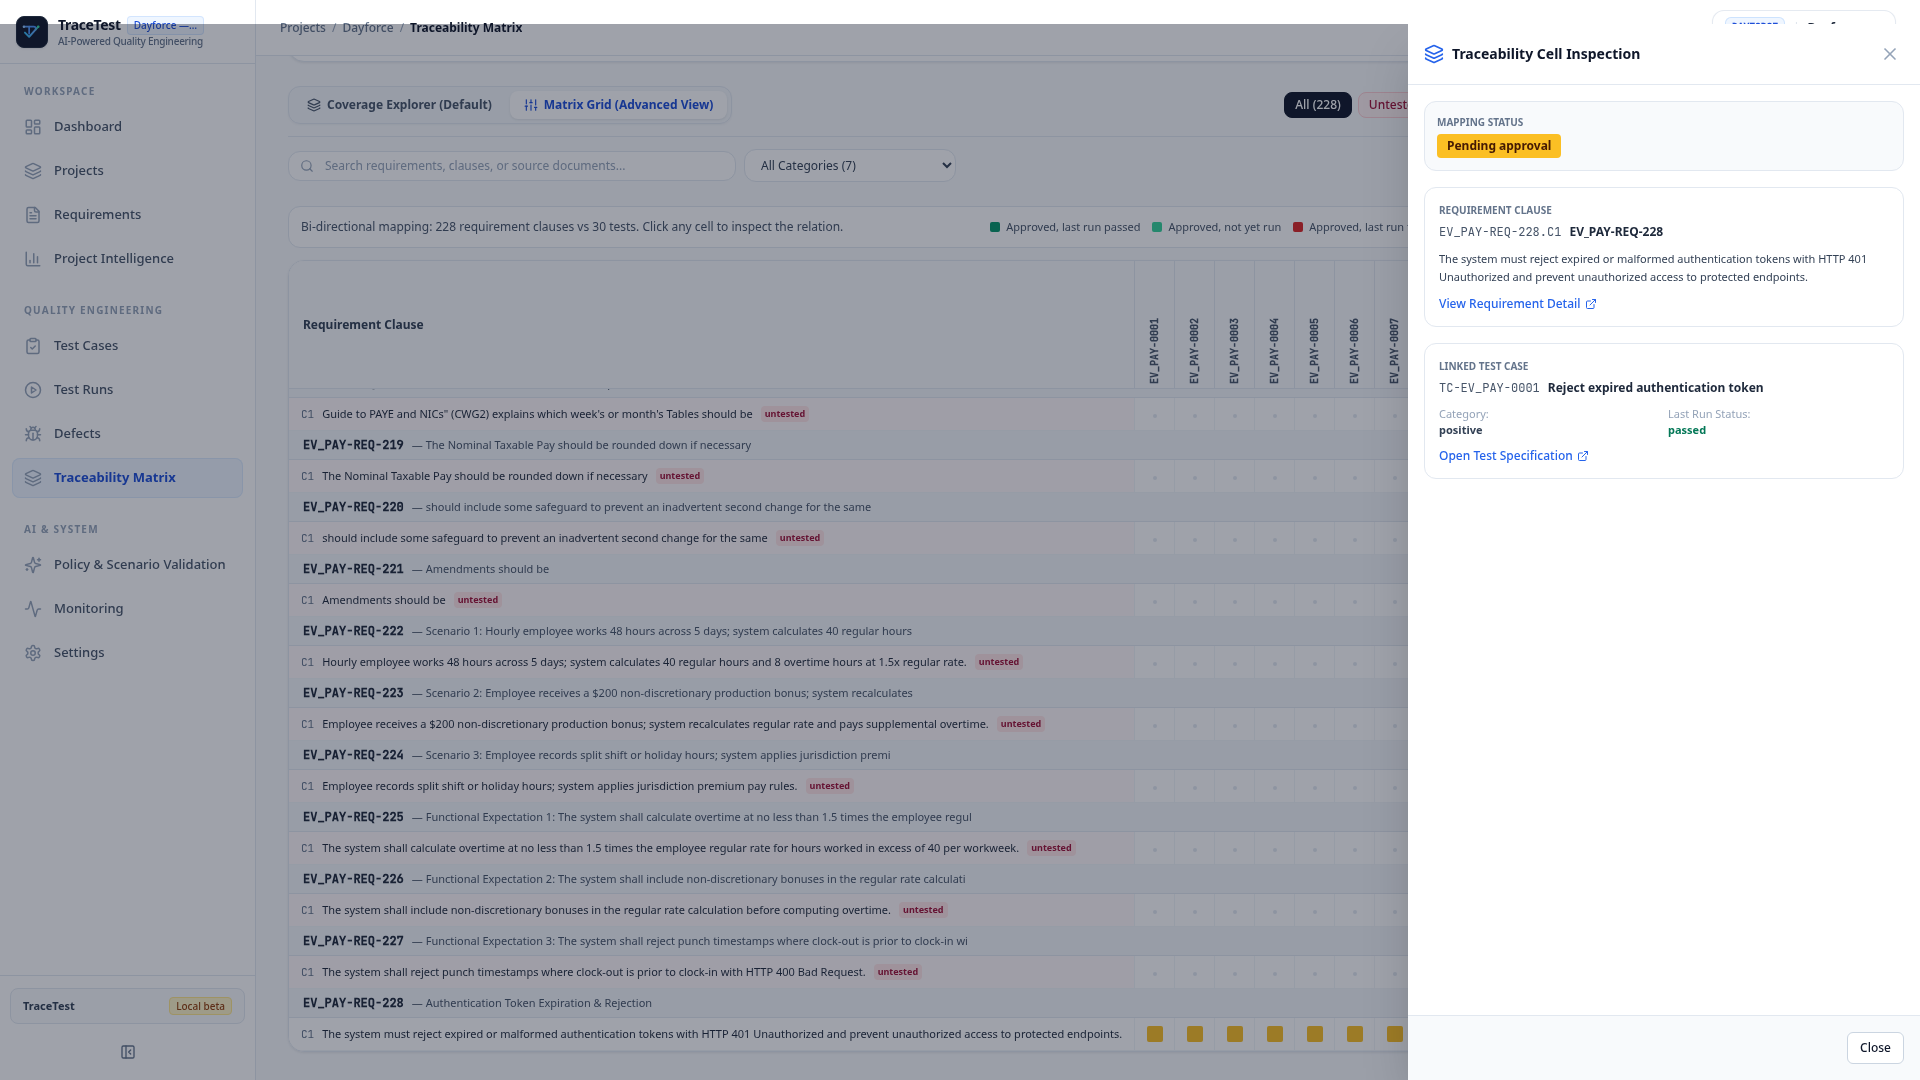 TraceTest Dayforce —...
AI-Powered Quality Engineering
WORKSPACE
Dashboard
Projects
Requirements
Project Intelligence
QUALITY ENGINEERING
Test Cases
Test Runs
Defects
Traceability Matrix
AI & SYSTEM
Policy & Scenario Validation
Monitoring
Settings
TraceTest Local beta
Projects / Dayforce / Traceability Matrix
Coverage Explorer (Default)
Matrix Grid (Advanced View)
All (228)
Search requirements, clauses, or source documents...
All Categories (7)
Bi-directional mapping: 228 requirement clauses vs 30 tests. Click any cell to inspect the relation.
Approved, last run passed
Approved, not yet run
Approved, last run
Requirement Clause
EV_PAY-0001
EV_PAY-0002
EV_PAY-0003
EV_PAY-0004
EV_PAY-0005
EV_PAY-0006
EV_PAY-0007
C1 Guide to PAYE and NICs" (CWG2) explains which week's or month's Tables should be untested
EV_PAY-REQ-219 — The Nominal Taxable Pay should be rounded down if necessary
C1 The Nominal Taxable Pay should be rounded down if necessary untested
EV_PAY-REQ-220 — should include some safeguard to prevent an inadvertent second change for the same
C1 should include some safeguard to prevent an inadvertent second change for the same untested
EV_PAY-REQ-221 — Amendments should be
C1 Amendments should be untested
EV_PAY-REQ-222 — Scenario 1: Hourly employee works 48 hours across 5 days; system calculates 40 regular hours
C1 Hourly employee works 48 hours across 5 days; system calculates 40 regular hours and 8 overtime hours at 1.5x regular rate. untested
EV_PAY-REQ-223 — Scenario 2: Employee receives a $200 non-discretionary production bonus; system recalculates
C1 Employee receives a $200 non-discretionary production bonus; system recalculates regular rate and pays supplemental overtime. untested
EV_PAY-REQ-224 — Scenario 3: Employee records split shift or holiday hours; system applies jurisdiction premi
C1 Employee records split shift or holiday hours; system applies jurisdiction premium pay rules. untested
EV_PAY-REQ-225 — Functional Expectation 1: The system shall calculate overtime at no less than 1.5 times the employee regul
C1 The system shall calculate overtime at no less than 1.5 times the employee regular rate for hours worked in excess of 40 per workweek. untested
EV_PAY-REQ-226 — Functional Expectation 2: The system shall include non-discretionary bonuses in the regular rate calculati
C1 The system shall include non-discretionary bonuses in the regular rate calculation before computing overtime. untested
EV_PAY-REQ-227 — Functional Expectation 3: The system shall reject punch timestamps where clock-out is prior to clock-in wi
C1 The system shall reject punch timestamps where clock-out is prior to clock-in with HTTP 400 Bad Request. untested
EV_PAY-REQ-228 — Authentication Token Expiration & Rejection
C1 The system must reject expired or malformed authentication tokens with HTTP 401 Unauthorized and prevent unauthorized access to protected endpoints.
Traceability Cell Inspection
MAPPING STATUS
Pending approval
REQUIREMENT CLAUSE
EV_PAY-REQ-228.C1 EV_PAY-REQ-228
The system must reject expired or malformed authentication tokens with HTTP 401
Unauthorized and prevent unauthorized access to protected endpoints.
View Requirement Detail
LINKED TEST CASE
TC-EV_PAY-0001 Reject expired authentication token
Category: Last Run Status:
positive passed
Open Test Specification
Close